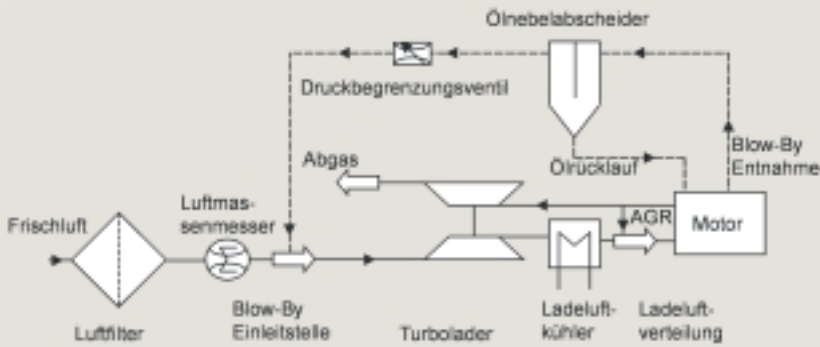 Ölnebelabscheider
Druckbegrenzungsventil
Blow-By
Entnahme
Abgas
Ölrücklauf
Luftmas-
senmesser
Frischluft
AGR
Motor
Blow-By
Einleitstelle
Ladeluft-
kühler
Ladeluft-
verteilung
Luftfilter
Turbolader